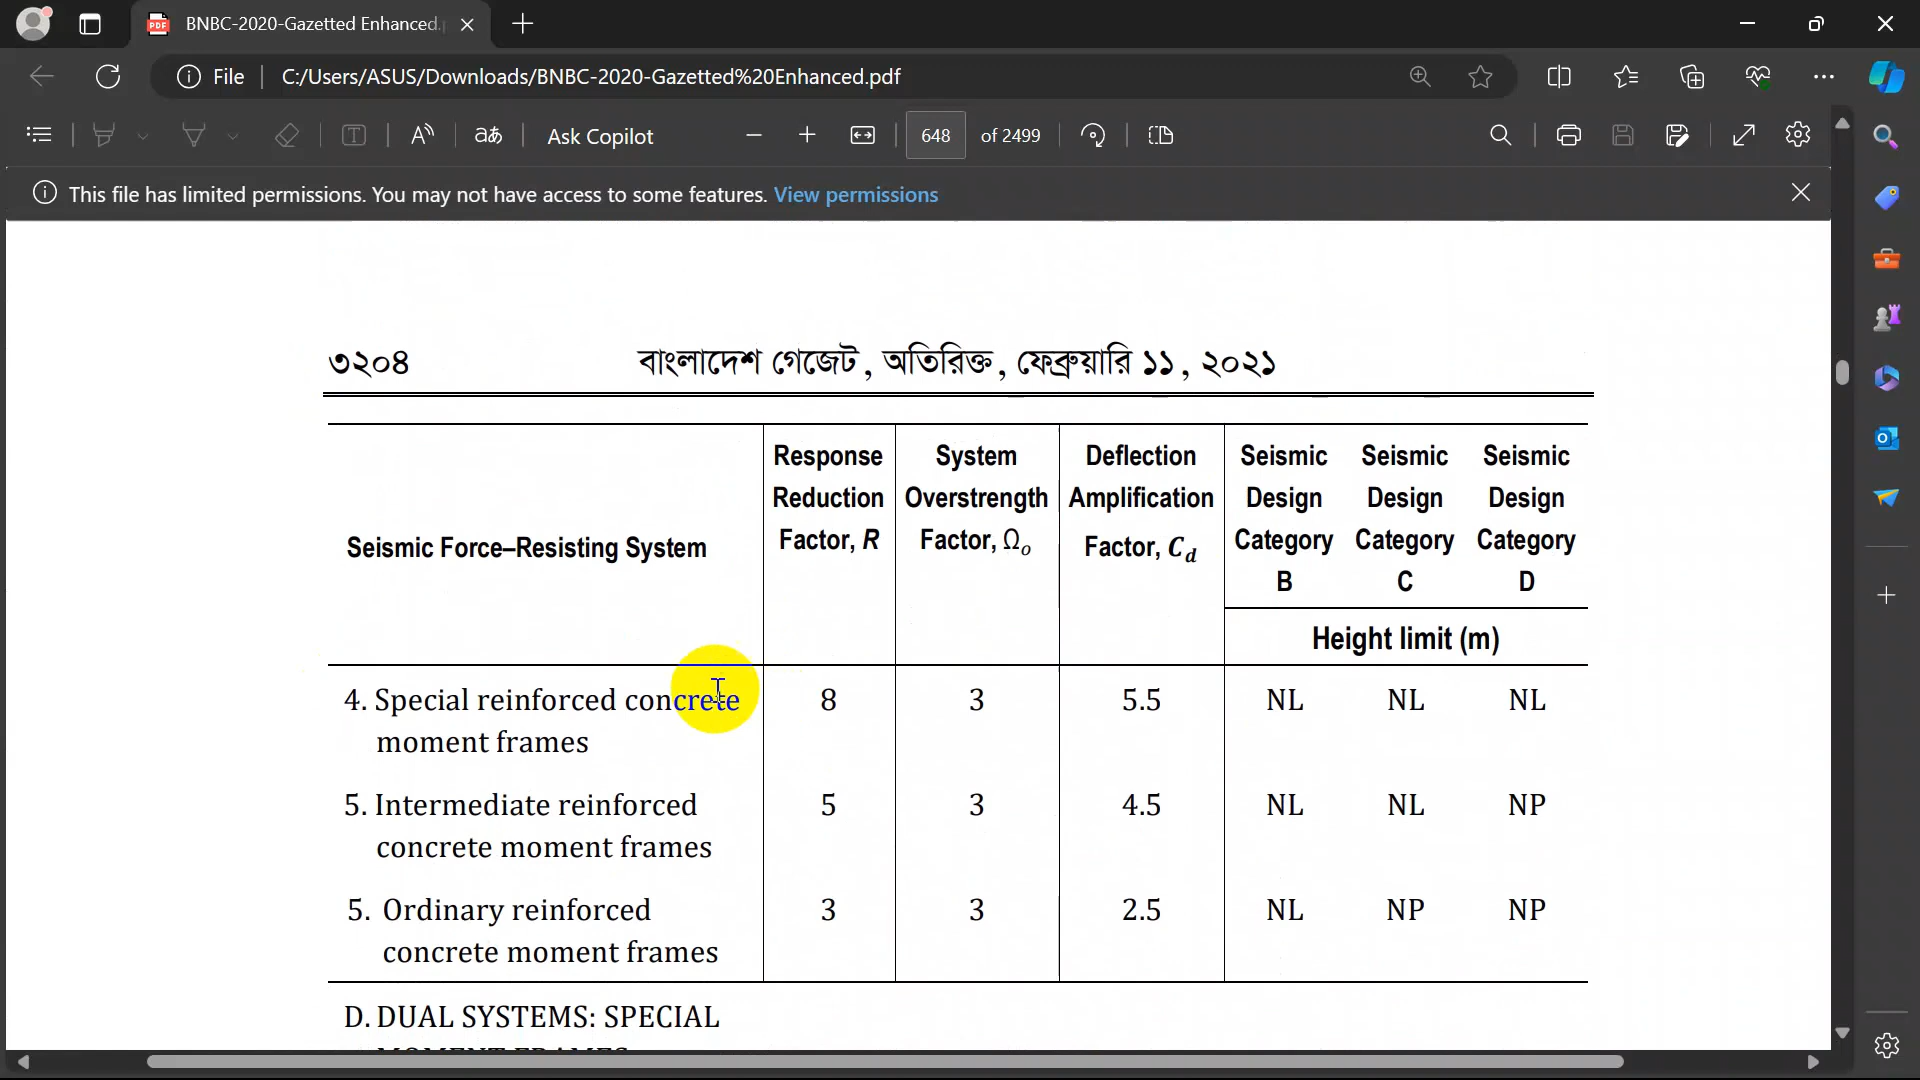 BNBC-2020-Gazetted Enhanced.
File C:/Users/ASUS/Downloads/BNBC-2020-Gazetted%20Enhanced.pdf
Ask Copilot 648 of 2499
This file has limited permissions. You may not have access to some features. View permissions
৩২০৪ বাংলাদেশ গেজেট, অতিরিক্ত, ফেব্রুয়ারি ১১, ২০২১
Seismic Force–Resisting System
Response
Reduction
Factor, R
System
Overstrength
Factor, Ωo
Deflection
Amplification
Factor, Cd
Seismic
Design
Category
B
Seismic
Design
Category
C
Seismic
Design
Category
D
Height limit (m)
4. Special reinforced concrete 8 3 5.5 NL NL NL
moment frames
5. Intermediate reinforced 5 3 4.5 NL NL NP
concrete moment frames
5. Ordinary reinforced 3 3 2.5 NL NP NP
concrete moment frames
D. DUAL SYSTEMS: SPECIAL
MOMENT FRAMES